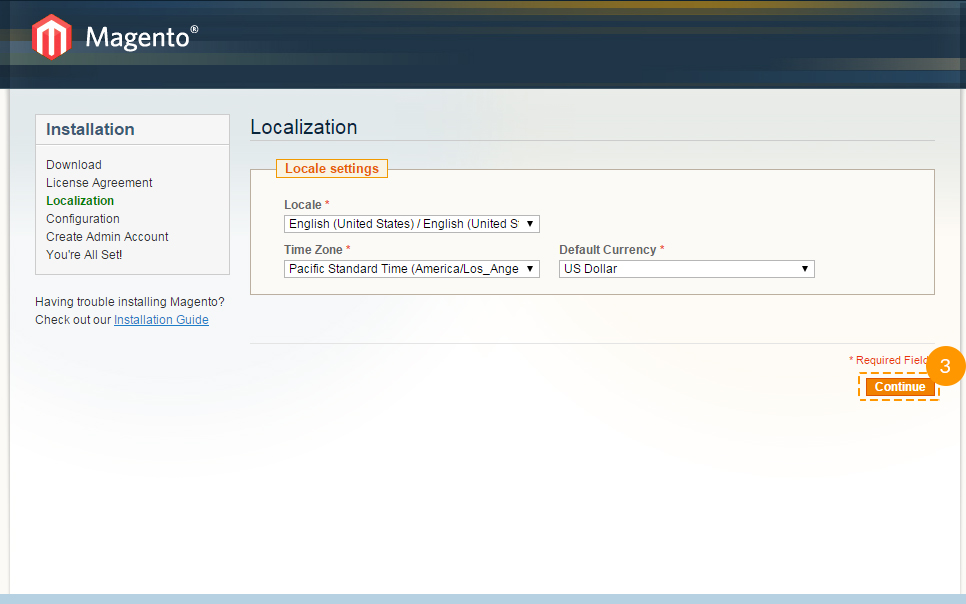 Magento®
Installation
Download
License Agreement
Localization
Configuration
Create Admin Account
You're All Set!
Having trouble installing Magento?
Check out our Installation Guide
Localization
Locale settings
Locale *
English (United States) / English (United S
Time Zone *
Default Currency *
Pacific Standard Time (America/Los_Ange
US Dollar
* Required Field
3
Continue